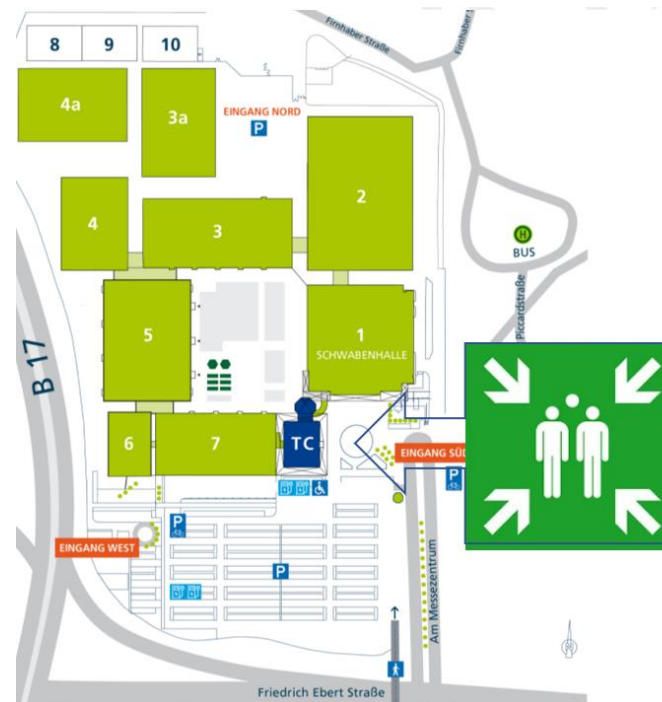 Firnhaber Straße
Firnhaber
8
9
10
4a
3a
EINGANG NORD
P
2
4
3
H
BUS
Piccardstraße
5
1
SCHWABENHALLE
B 17
6
7
TC
EINGANG SÜD
P
P
EINGANG WEST
P
Am Messezentrum
Friedrich Ebert Straße